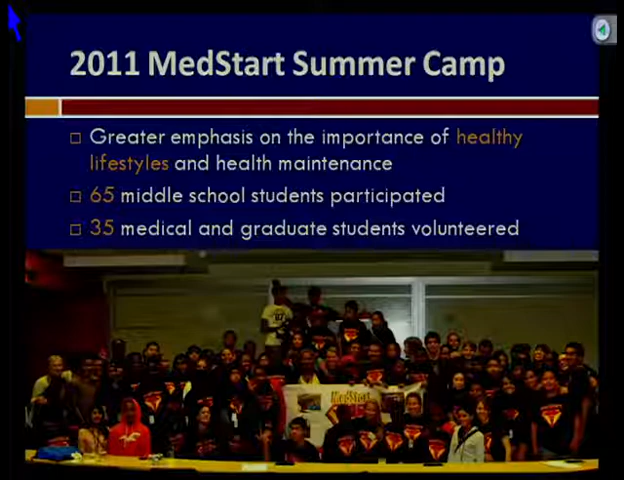 2011 MedStart Summer Camp
Greater emphasis on the importance of healthy
lifestyles and health maintenance
65 middle school students participated
35 medical and graduate students volunteered
MedStart